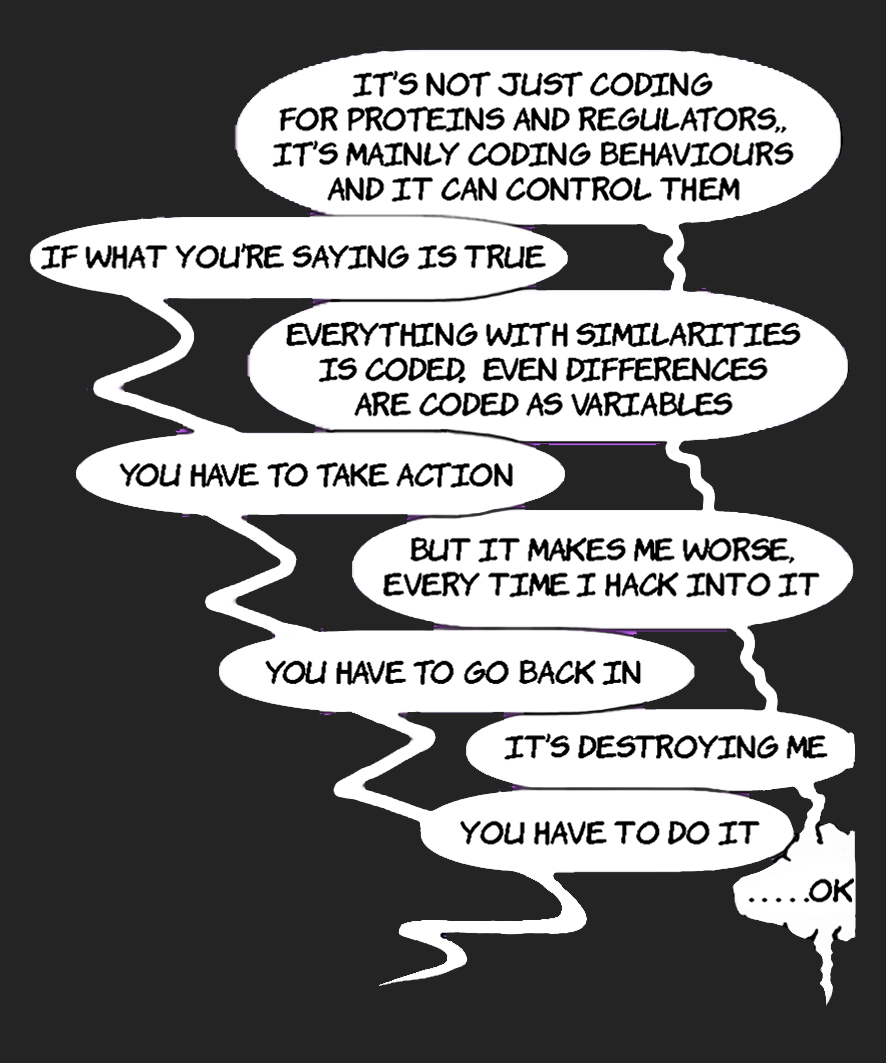 IT'S NOT JUST CODING
FOR PROTEINS AND REGULATORS,,
IT'S MAINLY CODING BEHAVIOURS
AND IT CAN CONTROL THEM
IF WHAT YOU'RE SAYING IS TRUE
EVERYTHING WITH SIMILARITIES
IS CODED, EVEN DIFFERENCES
ARE CODED AS VARIABLES
YOU HAVE TO TAKE ACTION
BUT IT MAKES ME WORSE,
EVERY TIME I HACK INTO IT
YOU HAVE TO GO BACK IN
IT'S DESTROYING ME
YOU HAVE TO DO IT
.....OK